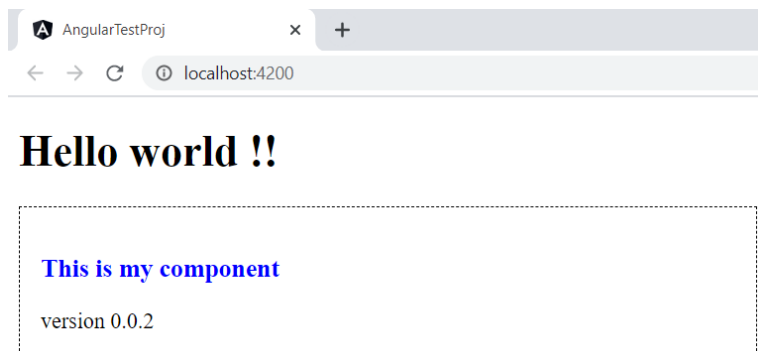 AngularTestProj
localhost:4200
Hello world !!
This is my component
version 0.0.2